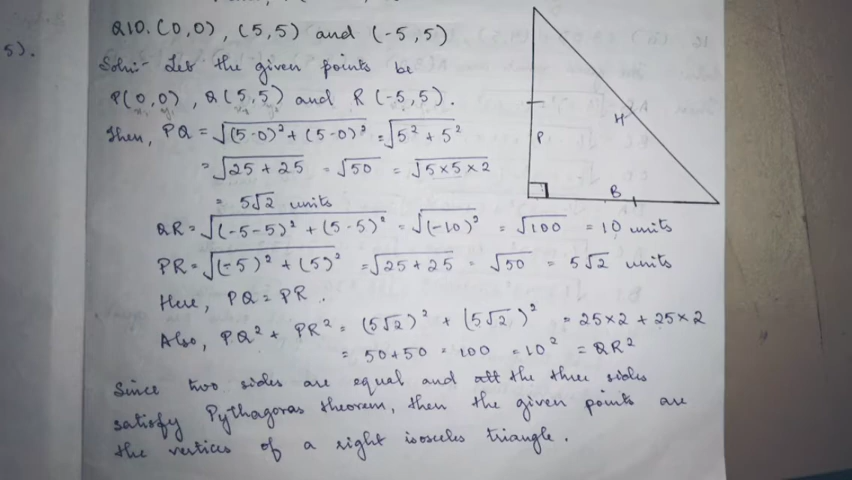 5).
Q10. (0,0), (5,5) and (-5,5)
Soln:- Let the given points be
P(0,0), Q(5,5) and R(-5,5).
x₁ y₁ x₂ y₂
Then, PQ = √(5-0)² + (5-0)² = √5² + 5²
= √25 + 25 = √50 = √5×5×2
= 5√2 units
QR = √(-5-5)² + (5-5)² = √(-10)² = √100 = 10 units
PR = √(-5)² + (5)² = √25 + 25 = √50 = 5√2 units
Here, PQ = PR.
Also, PQ² + PR² = (5√2)² + (5√2)² = 25×2 + 25×2
= 50+50 = 100 = 10² = QR²
Since two sides are equal and the three sides
satisfy Pythagoras theorem, then the given points are
the vertices of a right isosceles triangle.
H
P
B